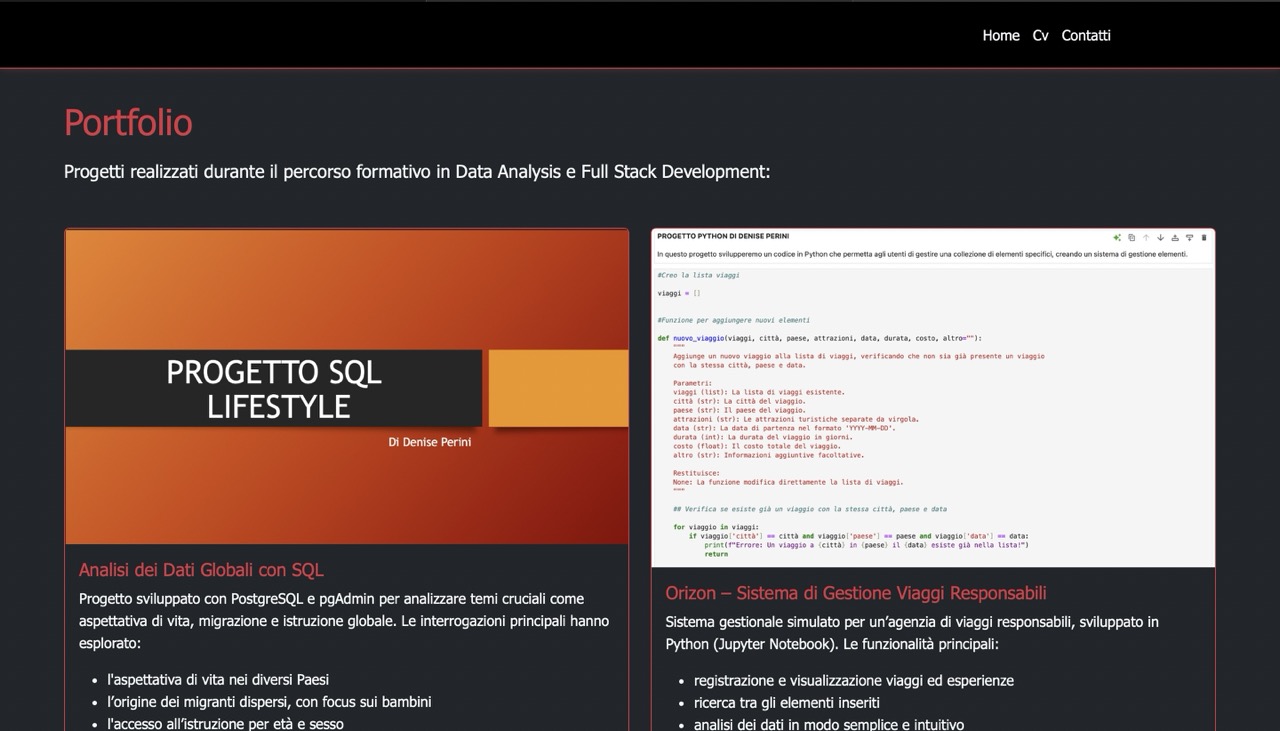 Home Cv Contatti
Portfolio
Progetti realizzati durante il percorso formativo in Data Analysis e Full Stack Development:
PROGETTO SQL
LIFESTYLE
Di Denise Perini
Analisi dei Dati Globali con SQL
Progetto sviluppato con PostgreSQL e pgAdmin per analizzare temi cruciali come
aspettativa di vita, migrazione e istruzione globale. Le interrogazioni principali hanno
esplorato:
• l'aspettativa di vita nei diversi Paesi
• l’origine dei migranti dispersi, con focus sui bambini
• l'accesso all’istruzione per età e sesso
PROGETTO PYTHON DI DENISE PERINI
In questo progetto svilupperemo un codice in Python che permetta agli utenti di gestire una collezione di elementi specifici, creando un sistema di gestione elementi.
#Creo la lista viaggi
viaggi = []
#Funzione per aggiungere nuovi elementi
def nuovo_viaggio(viaggi, città, paese, attrazioni, data, durata, costo, altro=""):
"""
Aggiunge un nuovo viaggio alla lista di viaggi, verificando che non sia già presente un viaggio
con la stessa città, paese e data.
Parametri:
viaggi (list): La lista di viaggi esistente.
città (str): La città del viaggio.
paese (str): Il paese del viaggio.
attrazioni (str): Le attrazioni turistiche separate da virgola.
data (str): La data di partenza nel formato 'YYYY-MM-DD'.
durata (int): La durata del viaggio in giorni.
costo (float): Il costo totale del viaggio.
altro (str): Informazioni aggiuntive facoltative.
Restituisce:
None: La funzione modifica direttamente la lista di viaggi.
"""
## Verifica se esiste già un viaggio con la stessa città, paese e data
for viaggio in viaggi:
if viaggio['città'] == città and viaggio['paese'] == paese and viaggio['data'] == data:
print(f"Errore: Un viaggio a {città} in {paese} il {data} esiste già nella lista!")
return
Orizon – Sistema di Gestione Viaggi Responsabili
Sistema gestionale simulato per un’agenzia di viaggi responsabili, sviluppato in
Python (Jupyter Notebook). Le funzionalità principali:
• registrazione e visualizzazione viaggi ed esperienze
• ricerca tra gli elementi inseriti
• analisi dei dati in modo semplice e intuitivo